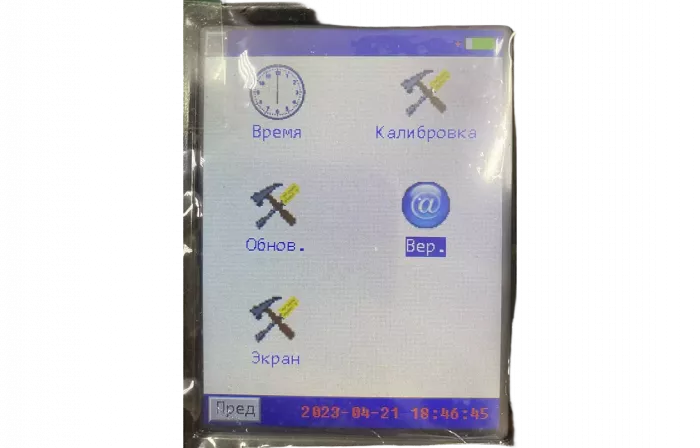 Время
Калибровка
Обнов.
Вер.
Экран
Пред 2023-04-21 18:46:45